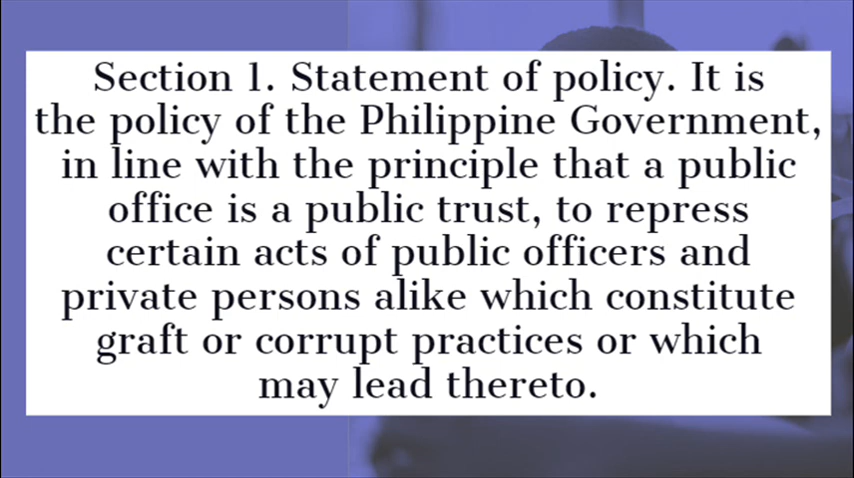 Section 1. Statement of policy. It is
the policy of the Philippine Government,
in line with the principle that a public
office is a public trust, to repress
certain acts of public officers and
private persons alike which constitute
graft or corrupt practices or which
may lead thereto.